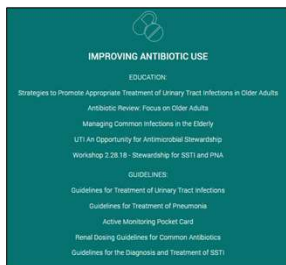 IMPROVING ANTIBIOTIC USE
EDUCATION:
Strategies to Promote Appropriate Treatment of Urinary Tract Infections in Older Adults
Antibiotic Review: Focus on Older Adults
Managing Common Infections in the Elderly
UTI An Opportunity for Antimicrobial Stewardship
Workshop 2.28.18 - Stewardship for SSTI and PNA
GUIDELINES:
Guidelines for Treatment of Urinary Tract Infections
Guidelines for Treatment of Pneumonia
Active Monitoring Pocket Card
Renal Dosing Guidelines for Common Antibiotics
Guidelines for the Diagnosis and Treatment of SSTI